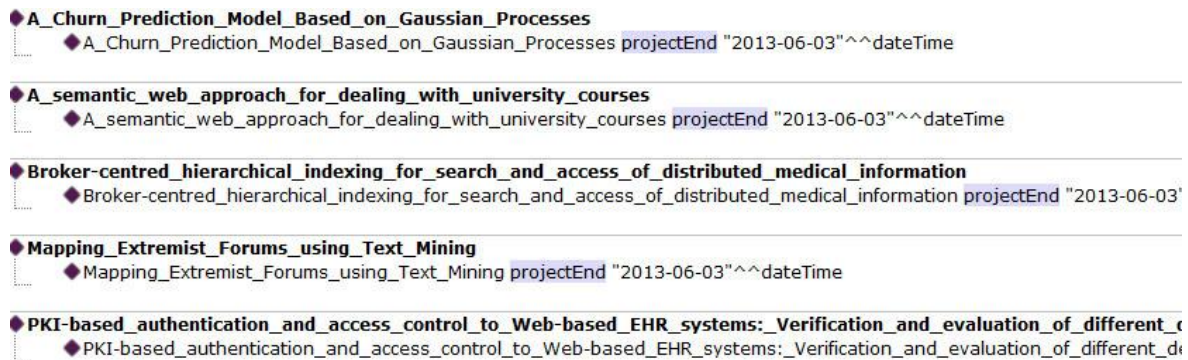 A_Churn_Prediction_Model_Based_on_Gaussian_Processes
A_Churn_Prediction_Model_Based_on_Gaussian_Processes projectEnd "2013-06-03"^^dateTime
A_semantic_web_approach_for_dealing_with_university_courses
A_semantic_web_approach_for_dealing_with_university_courses projectEnd "2013-06-03"^^dateTime
Broker-centred_hierarchical_indexing_for_search_and_access_of_distributed_medical_information
Broker-centred_hierarchical_indexing_for_search_and_access_of_distributed_medical_information projectEnd "2013-06-03"
Mapping_Extremist_Forums_using_Text_Mining
Mapping_Extremist_Forums_using_Text_Mining projectEnd "2013-06-03"^^dateTime
PKI-based_authentication_and_access_control_to_Web-based_EHR_systems:_Verification_and_evaluation_of_different_
PKI-based_authentication_and_access_control_to_Web-based_EHR_systems:_Verification_and_evaluation_of_different_de